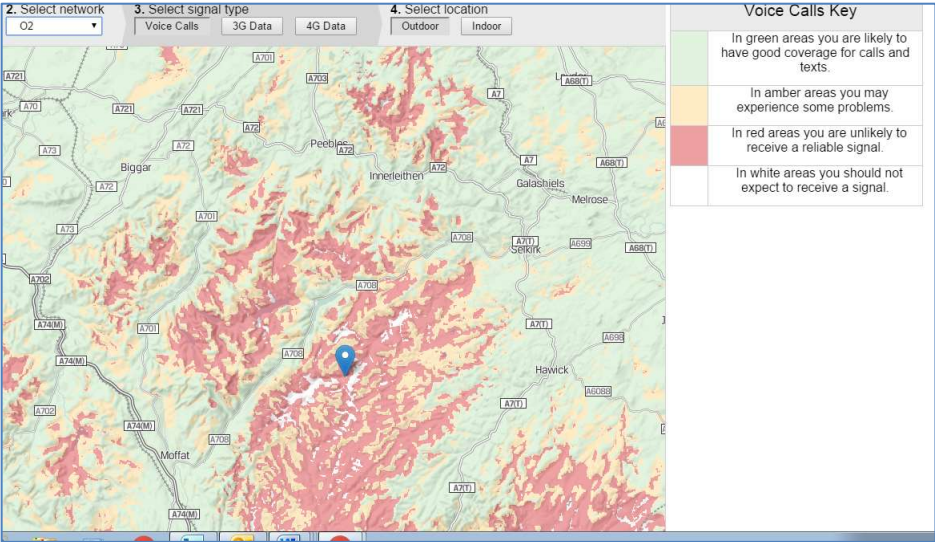 2. Select network
O2
3. Select signal type
Voice Calls
3G Data
4G Data
4. Select location
Outdoor
Indoor
Voice Calls Key
In green areas you are likely to
have good coverage for calls and
texts.
In amber areas you may
experience some problems.
In red areas you are unlikely to
receive a reliable signal.
In white areas you should not
expect to receive a signal.
A701
A721
A703
A68(T)
A7
A70
A721
A721
A72
A73
A72
Peebles
A72
Biggar
A72
Innerleithen
A7
A68(T)
A72
Galashiels
Melrose
A701
A73
A708
A7(T)
Selkirk
A699
A68(T)
A702
A708
A74(M)
A701
A7(T)
A698
A708
A74(M)
Hawick
A6088
A702
A7(T)
A74(M)
A708
Moffat
A7(T)
A74(M)